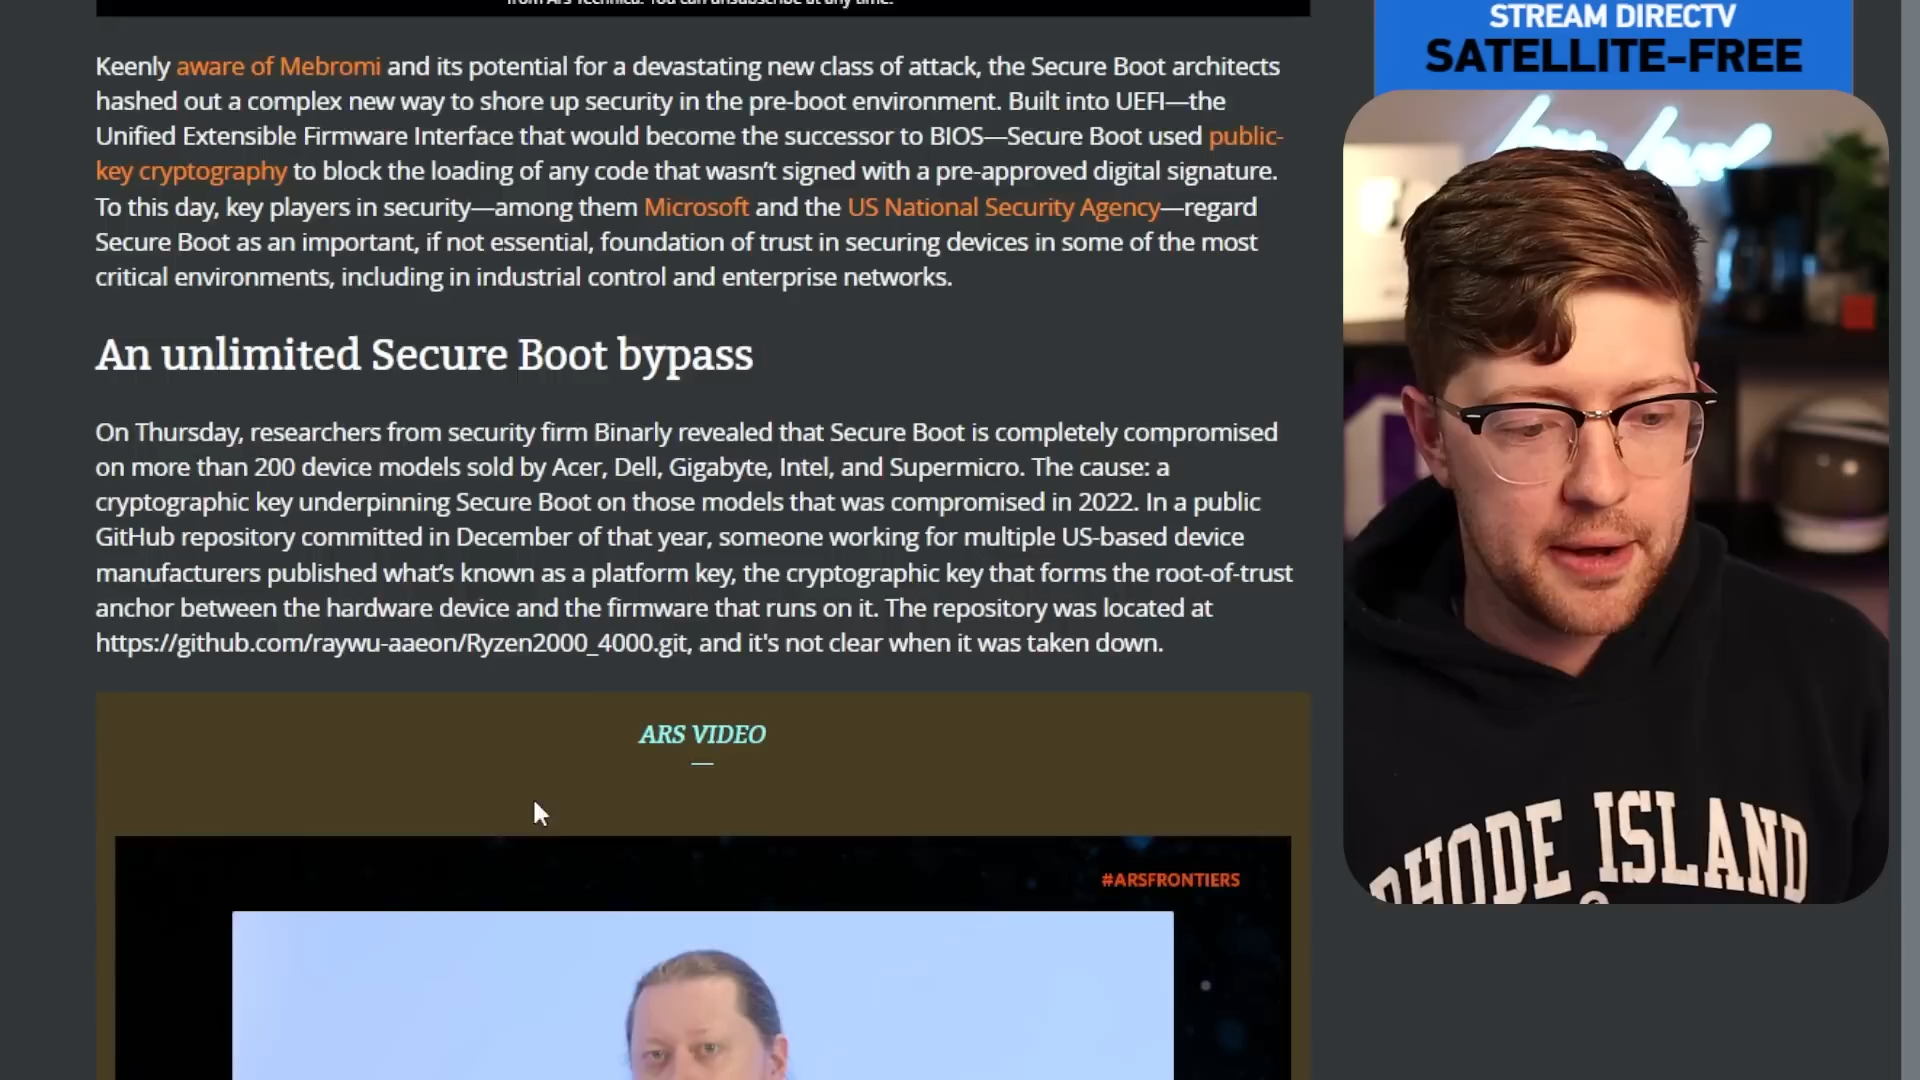 from Ars Technica. You can unsubscribe at any time.
STREAM DIRECTV
SATELLITE-FREE
Keenly aware of Mebromi and its potential for a devastating new class of attack, the Secure Boot architects
hashed out a complex new way to shore up security in the pre-boot environment. Built into UEFI—the
Unified Extensible Firmware Interface that would become the successor to BIOS—Secure Boot used public-
key cryptography to block the loading of any code that wasn’t signed with a pre-approved digital signature.
To this day, key players in security—among them Microsoft and the US National Security Agency—regard
Secure Boot as an important, if not essential, foundation of trust in securing devices in some of the most
critical environments, including in industrial control and enterprise networks.
An unlimited Secure Boot bypass
On Thursday, researchers from security firm Binarly revealed that Secure Boot is completely compromised
on more than 200 device models sold by Acer, Dell, Gigabyte, Intel, and Supermicro. The cause: a
cryptographic key underpinning Secure Boot on those models that was compromised in 2022. In a public
GitHub repository committed in December of that year, someone working for multiple US-based device
manufacturers published what’s known as a platform key, the cryptographic key that forms the root-of-trust
anchor between the hardware device and the firmware that runs on it. The repository was located at
https://github.com/raywu-aaeon/Ryzen2000_4000.git, and it's not clear when it was taken down.
ARS VIDEO
#ARSFRONTIERS
RHODE ISLAND